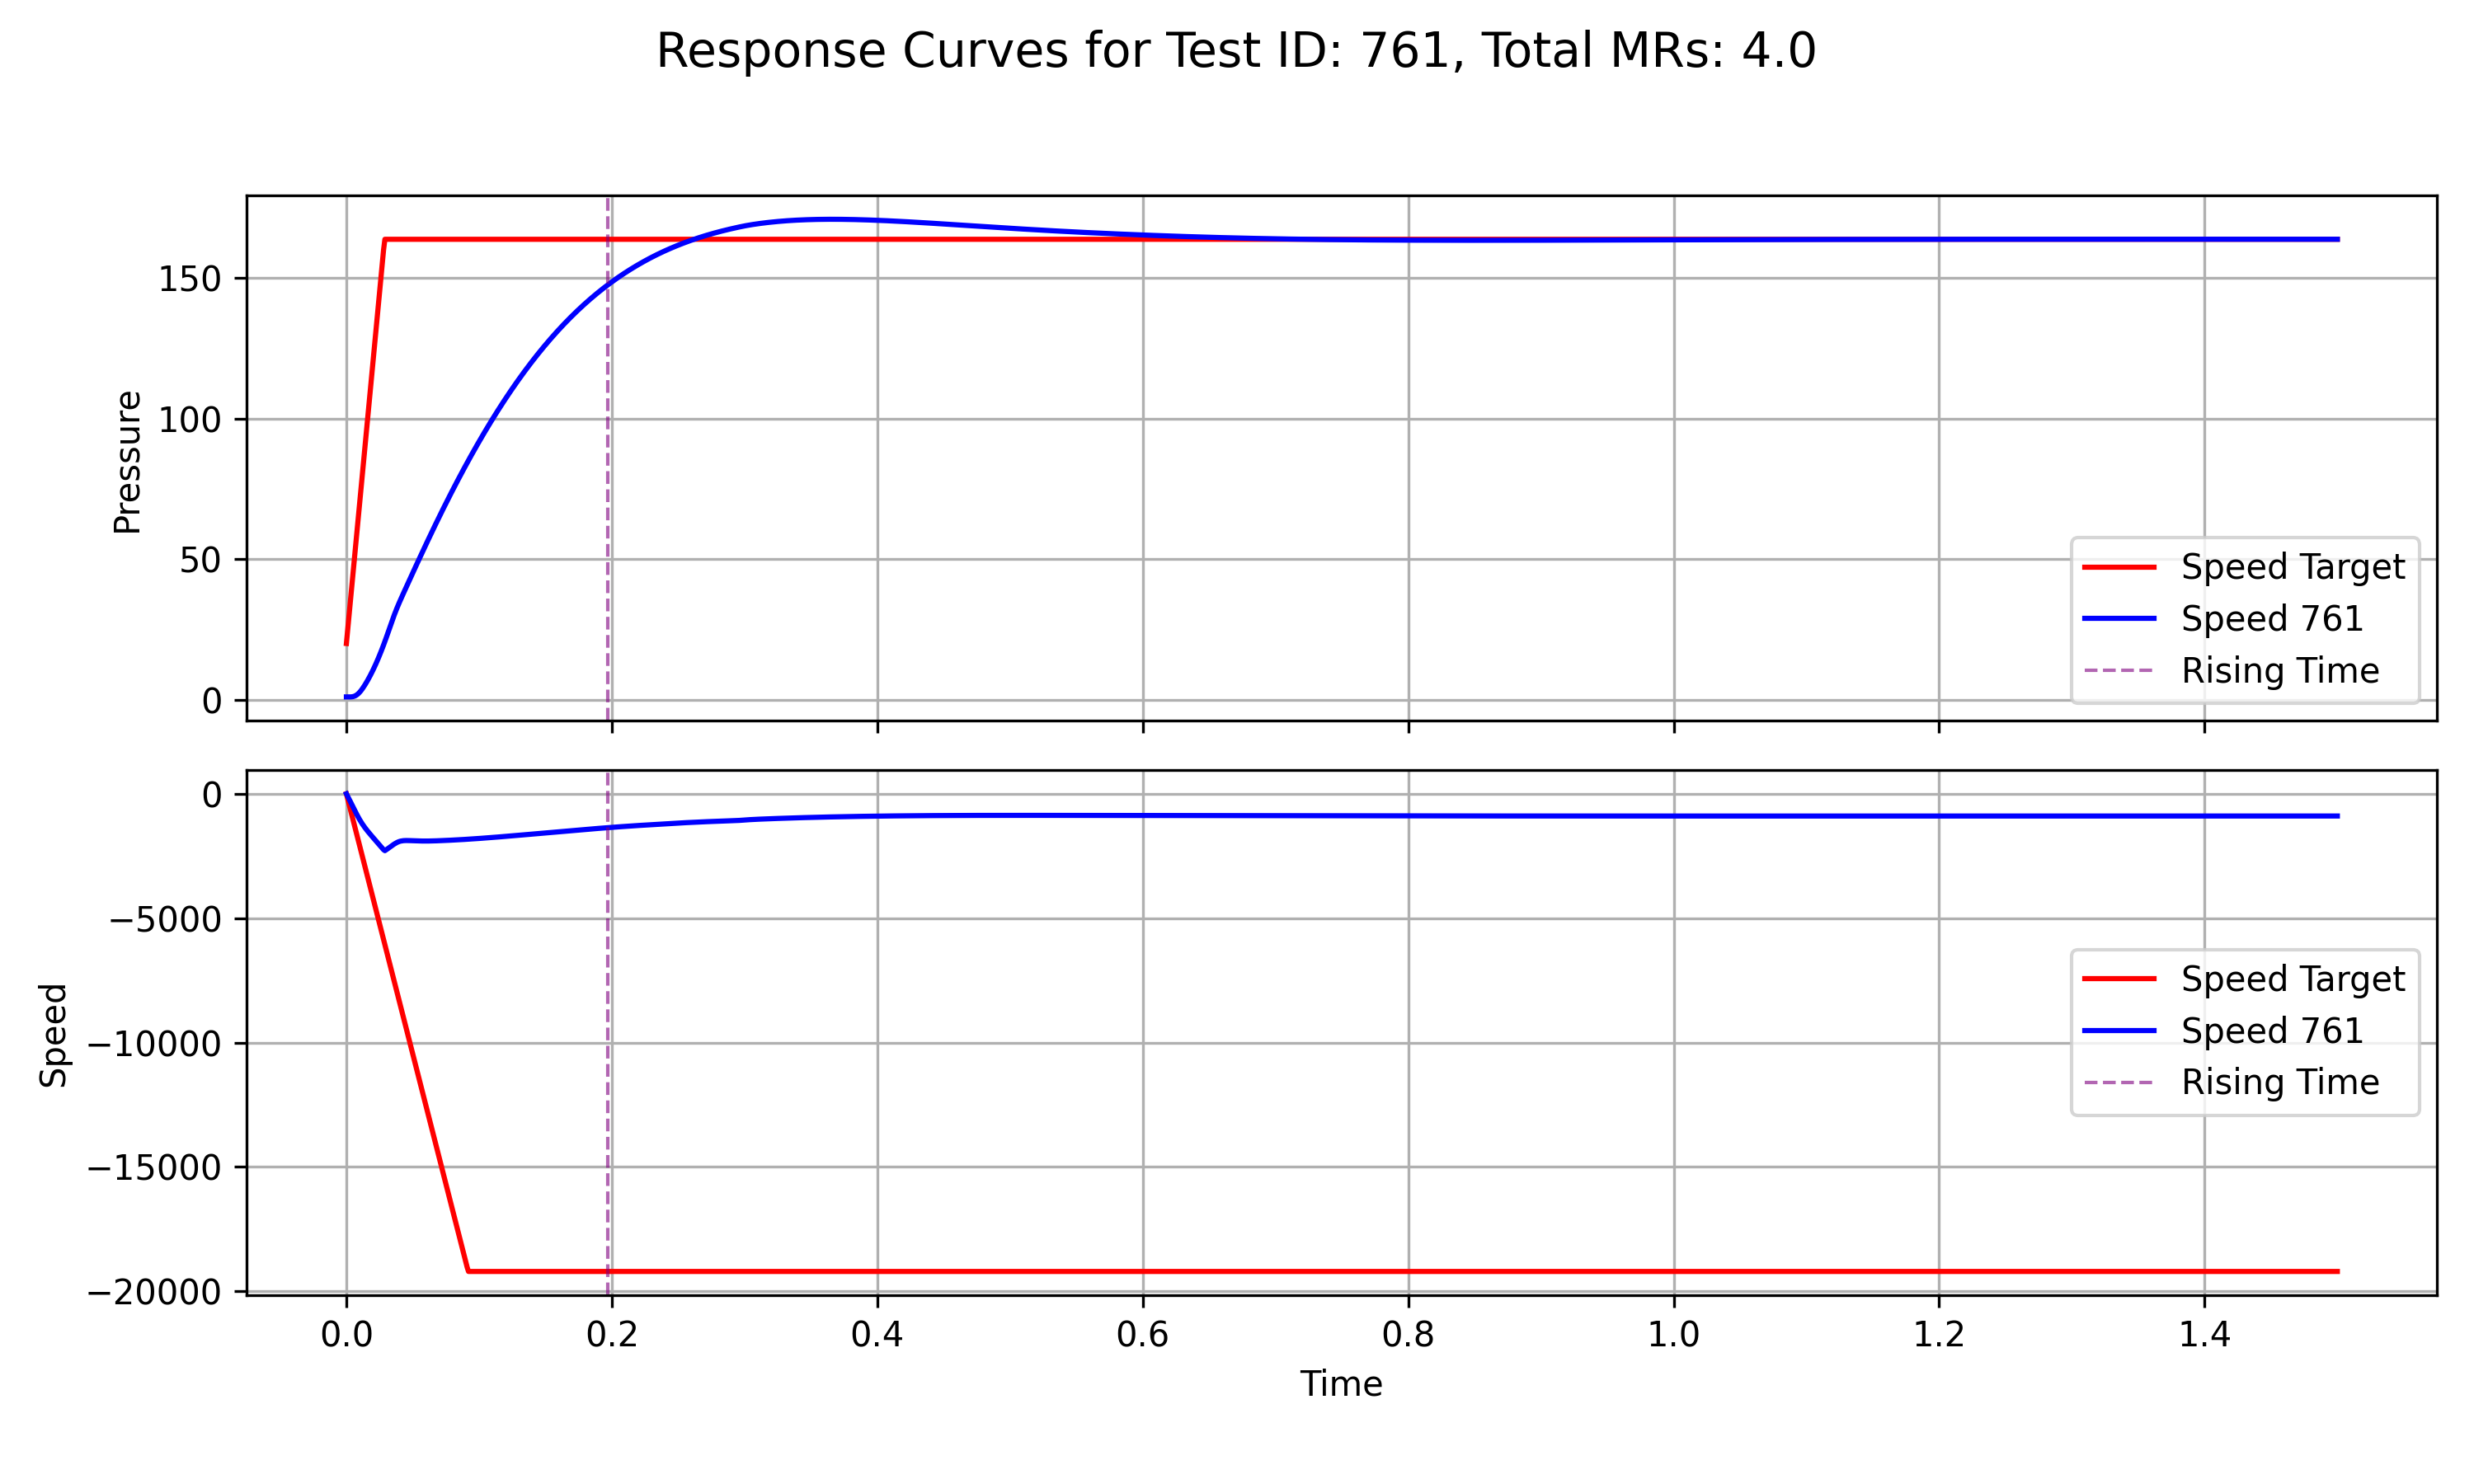 Response Curves for Test ID: 761, Total MRs: 4.0
Pressure
150
100
50
0
Speed Target
Speed 761
Rising Time
Speed
0
−5000
−10000
−15000
−20000
Speed Target
Speed 761
Rising Time
0.0 0.2 0.4 0.6 0.8 1.0 1.2 1.4
Time